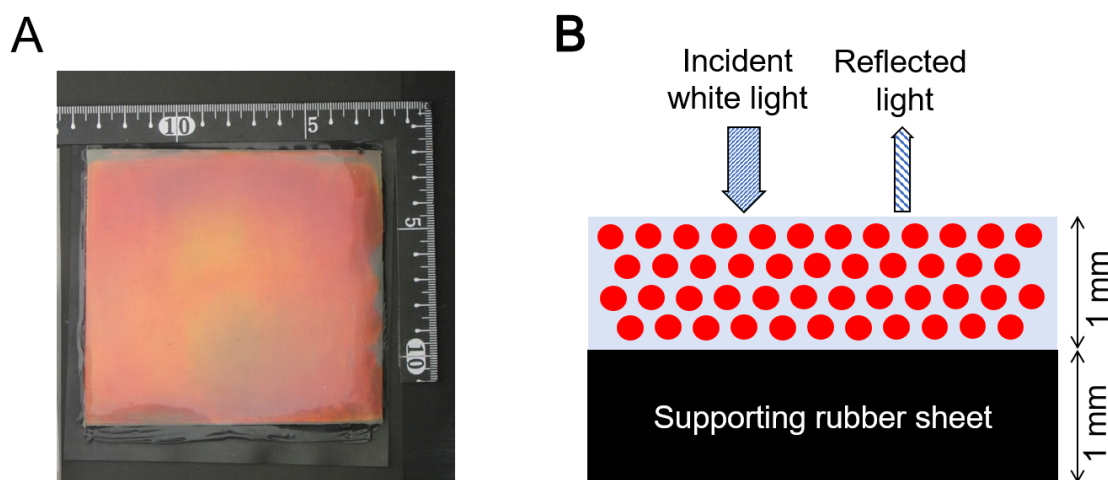 A
B
10
5
5
10
Incident
white light
Reflected
light
1 mm
Supporting rubber sheet
1 mm